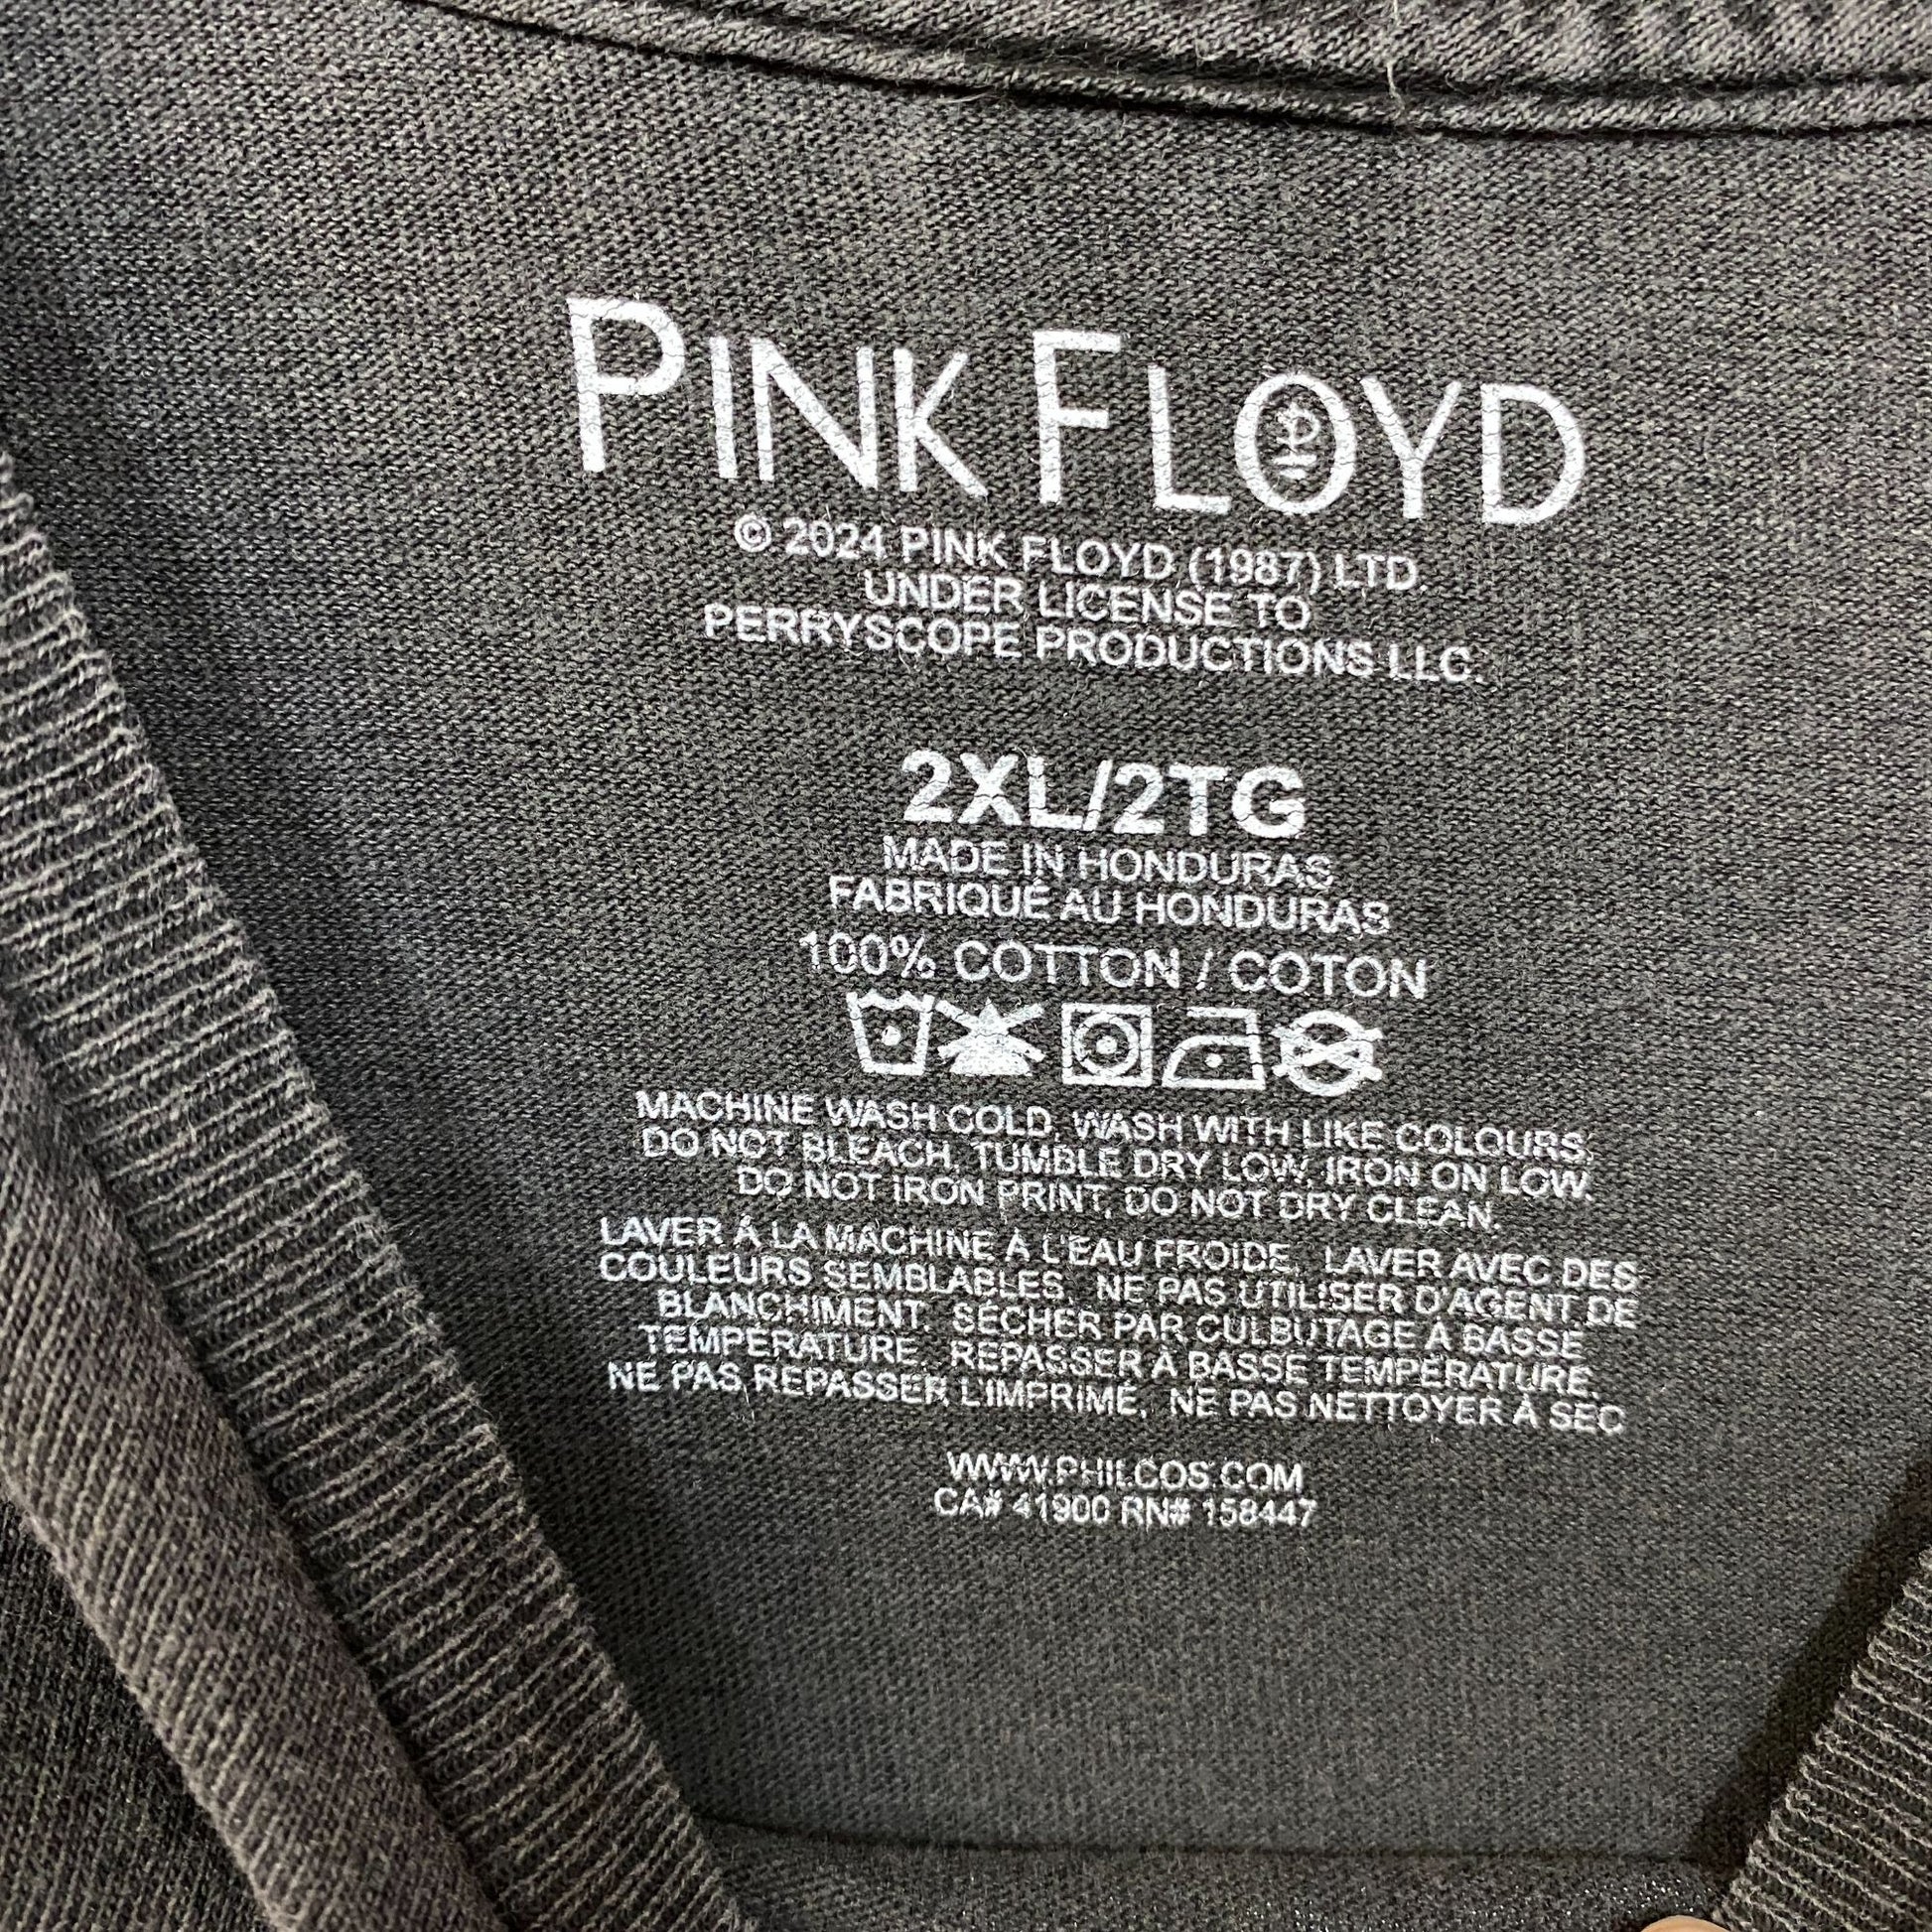 PINK FLOYD
© 2024 PINK FLOYD (1987) LTD.
UNDER LICENSE TO
PERRYSCOPE PRODUCTIONS LLC.
2XL/2TG
MADE IN HONDURAS
FABRIQUÉ AU HONDURAS
100% COTTON / COTON
MACHINE WASH COLD, WASH WITH LIKE COLOURS,
DO NOT BLEACH, TUMBLE DRY LOW, IRON ON LOW.
DO NOT IRON PRINT, DO NOT DRY CLEAN.
LAVER À LA MACHINE À L'EAU FROIDE, LAVER AVEC DES
COULEURS SEMBLABLES, NE PAS UTILISER D'AGENT DE
BLANCHIMENT, SÉCHER PAR CULBUTAGE À BASSE
TEMPÉRATURE, REPASSER À BASSE TEMPÉRATURE,
NE PAS REPASSER L'IMPRIMÉ, NE PAS NETTOYER À SEC
WWW.PHILCOS.COM
CA# 41900 RN# 158447